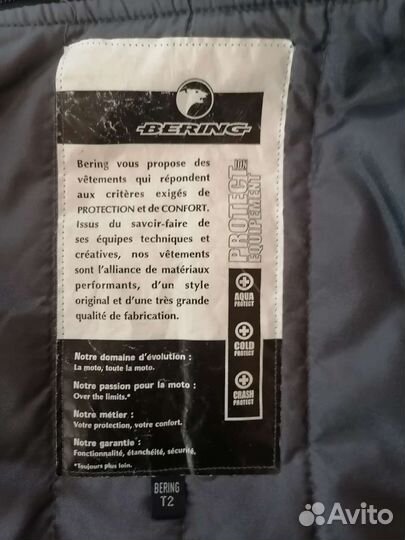 BERING
Bering vous propose des
vêtements qui répondent
aux critères exigés de
PROTECTION et de CONFORT.
Issus du savoir-faire de
ses équipes techniques et
créatives, nos vêtements
sont l'alliance de matériaux
performants, d'un style
original et d'une très grande
qualité de fabrication.
PROTECT ION
EQUIPEMENT
AQUA
PROTECT
COLD
PROTECT
CRASH
PROTECT
Notre domaine d'évolution :
La moto, toute la moto.
Notre passion pour la moto :
Over the limits.*
Notre métier :
Votre protection, votre confort.
Notre garantie :
Fonctionnalité, étanchéité, sécurité.
*Toujours plus loin.
BERING
T2
Avito